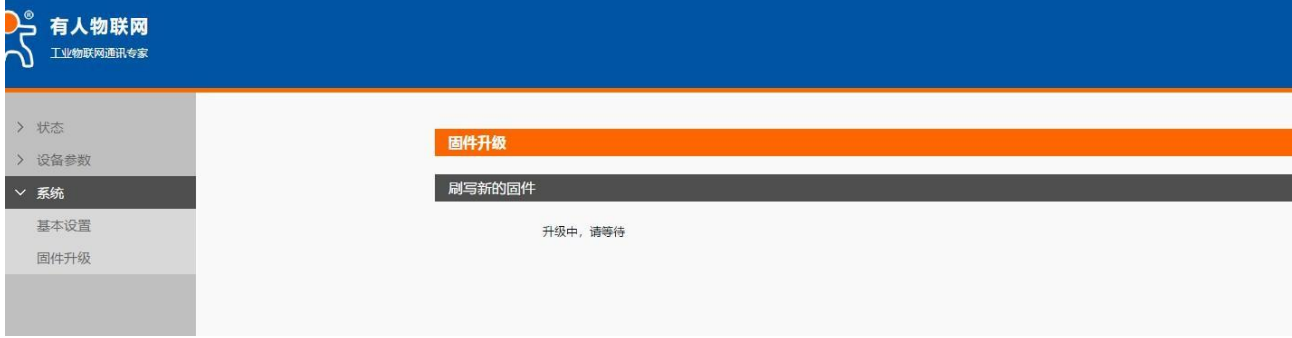 有人物联网
工业物联网通讯专家
状态
设备参数
系统
基本设置
固件升级
固件升级
刷写新的固件
升级中，请等待